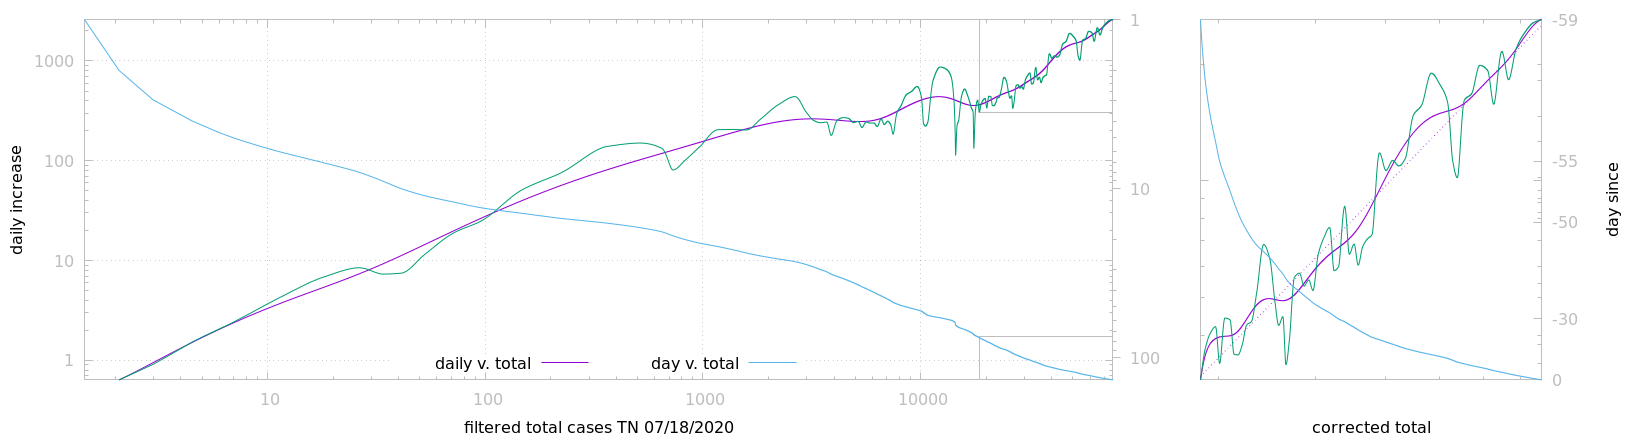 1000
100
10
1
daily increase
10
100
1000
10000
filtered total cases TN 07/18/2020
daily v. total
day v. total
1
10
100
-59
-55
-50
-30
0
day since
corrected total